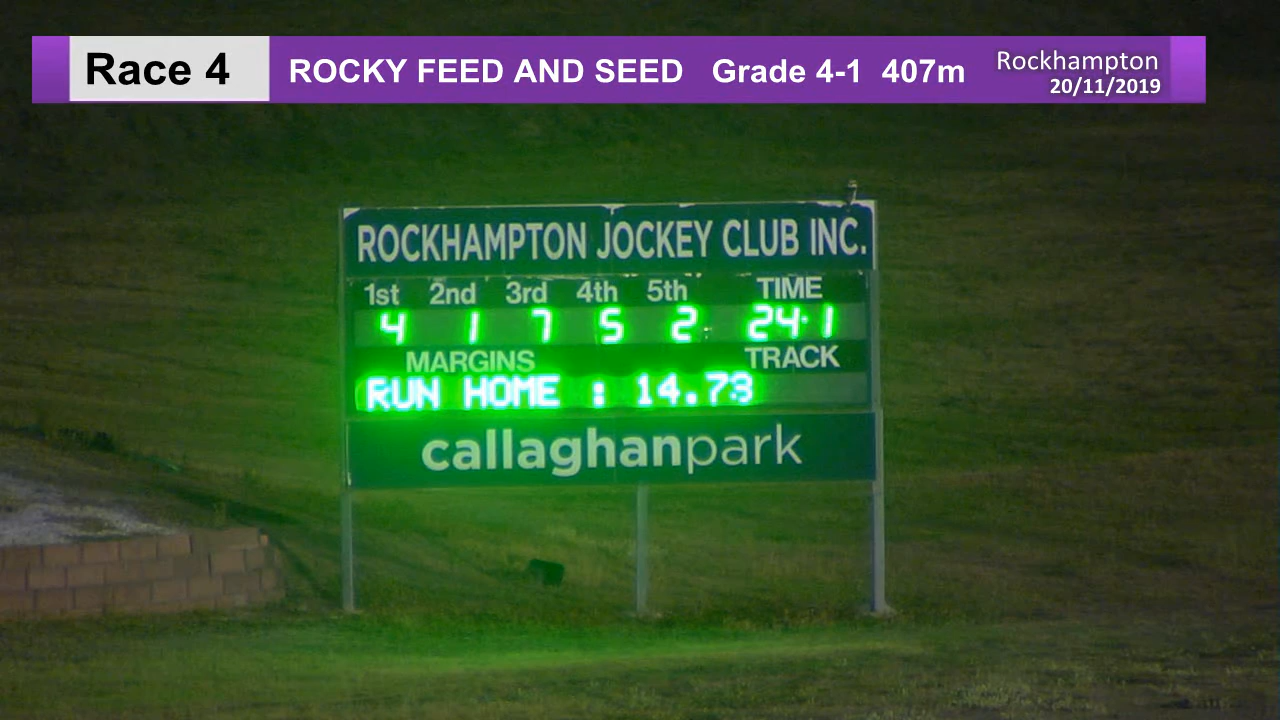 Race 4 ROCKY FEED AND SEED Grade 4-1 407m Rockhampton
20/11/2019
ROCKHAMPTON JOCKEY CLUB INC.
1st 2nd 3rd 4th 5th TIME
4 1 7 5 2 24.1
MARGINS TRACK
RUN HOME : 14.73
callaghanpark